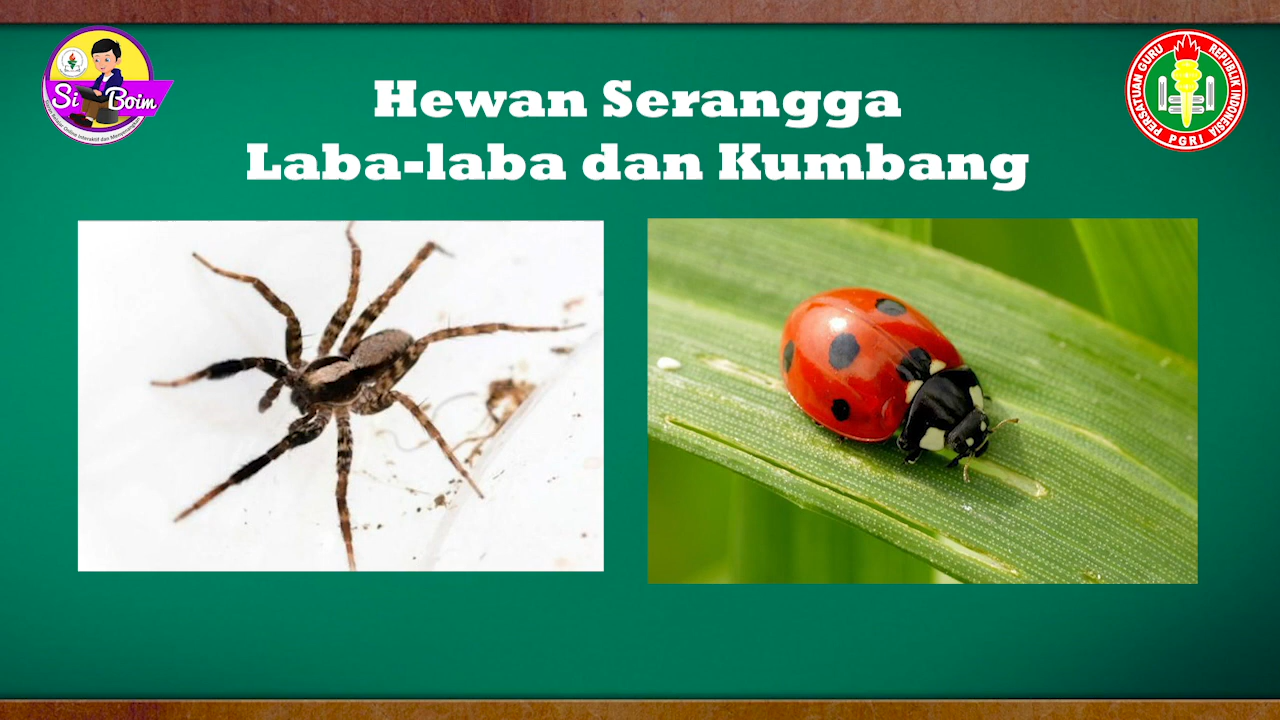 Si Boim
Hewan Serangga
Laba-laba dan Kumbang
PERSATUAN GURU REPUBLIK INDONESIA
PGRI